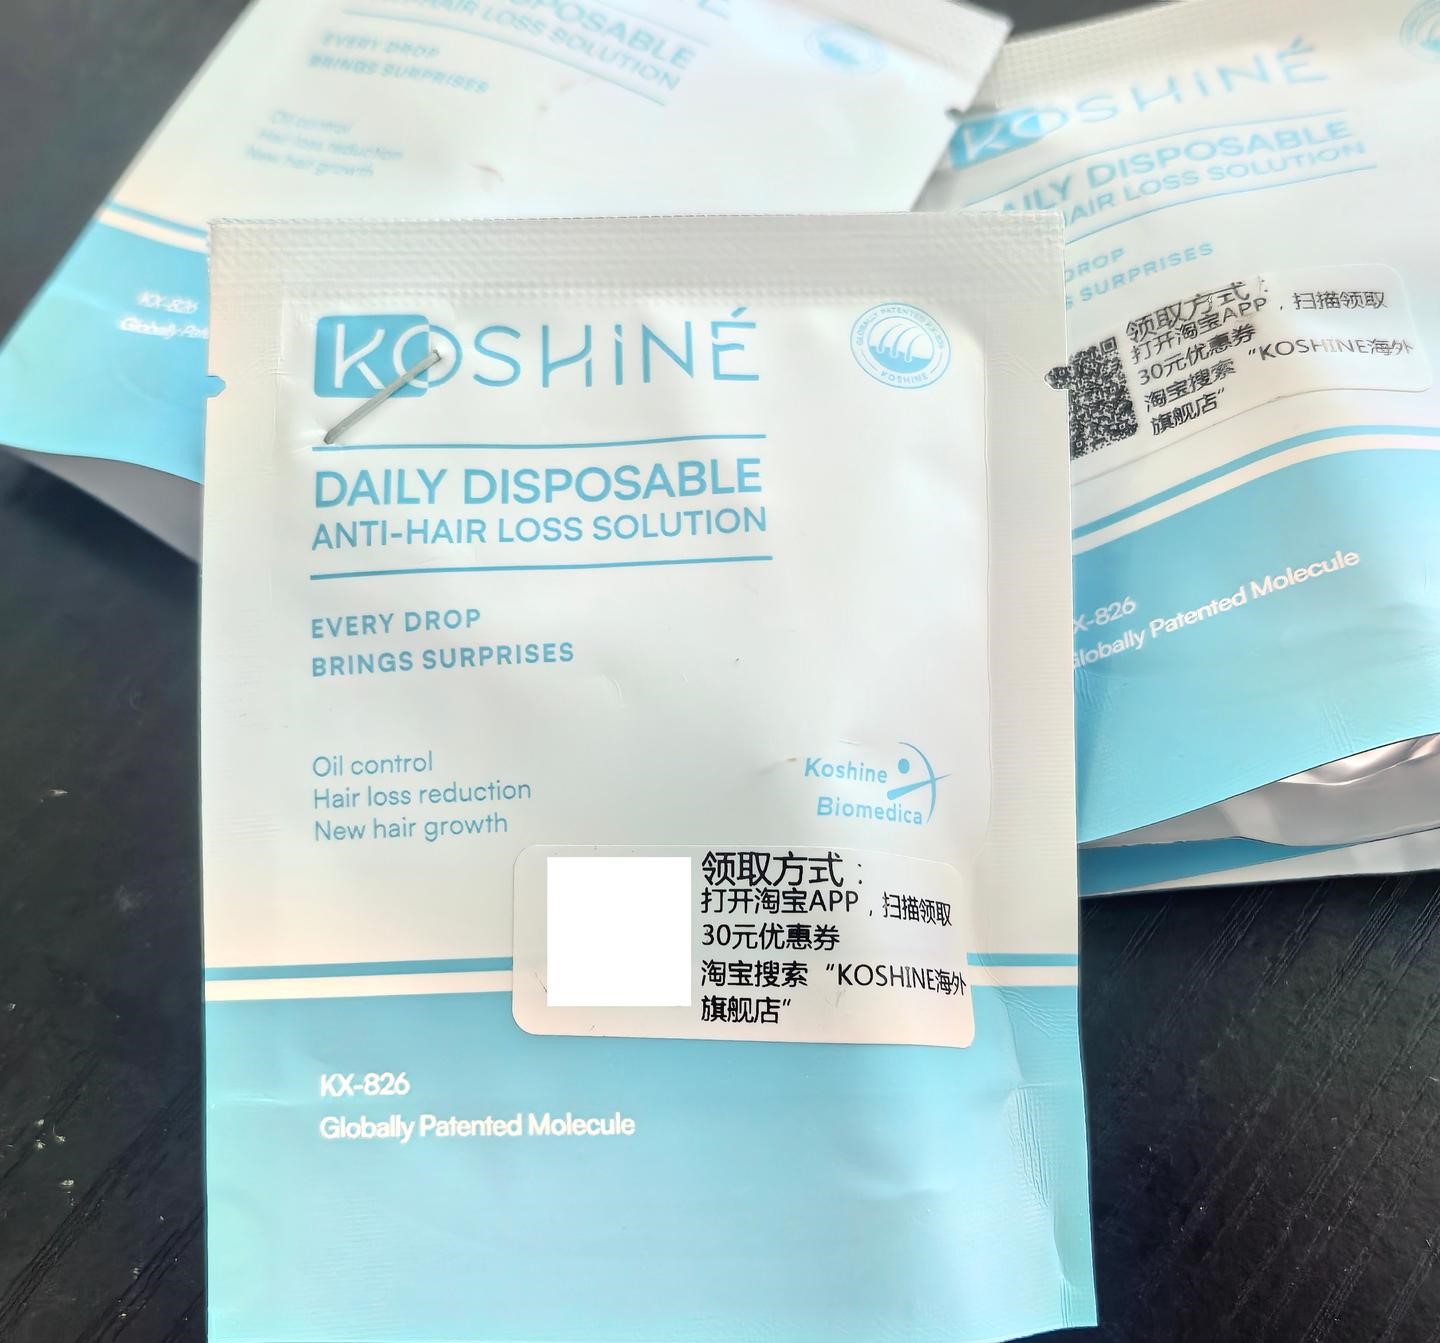 DISPOSABLE
ANTI-HAIR LOSS SOLUTION
EVERY DROP
BRINGS SURPRISES
Oil control
Hair loss reduction
New hair growth
KX-826
Globally
KOSHINÉ
DAILY DISPOSABLE
HAIR LOSS SOLUTION
DROP
SURPRISES
领取方式：
打开淘宝APP，扫描领取
30元优惠券
淘宝搜索“KOSHINE海外
旗舰店”
X-826
Globally Patented Molecule
KOSHINÉ
GLOBALLY PATENTED KX-826
KOSHINE
DAILY DISPOSABLE
ANTI-HAIR LOSS SOLUTION
EVERY DROP
BRINGS SURPRISES
Oil control
Hair loss reduction
New hair growth
Koshine
Biomedica
领取方式：
打开淘宝APP，扫描领取
30元优惠券
淘宝搜索“KOSHINE海外
旗舰店”
KX-826
Globally Patented Molecule